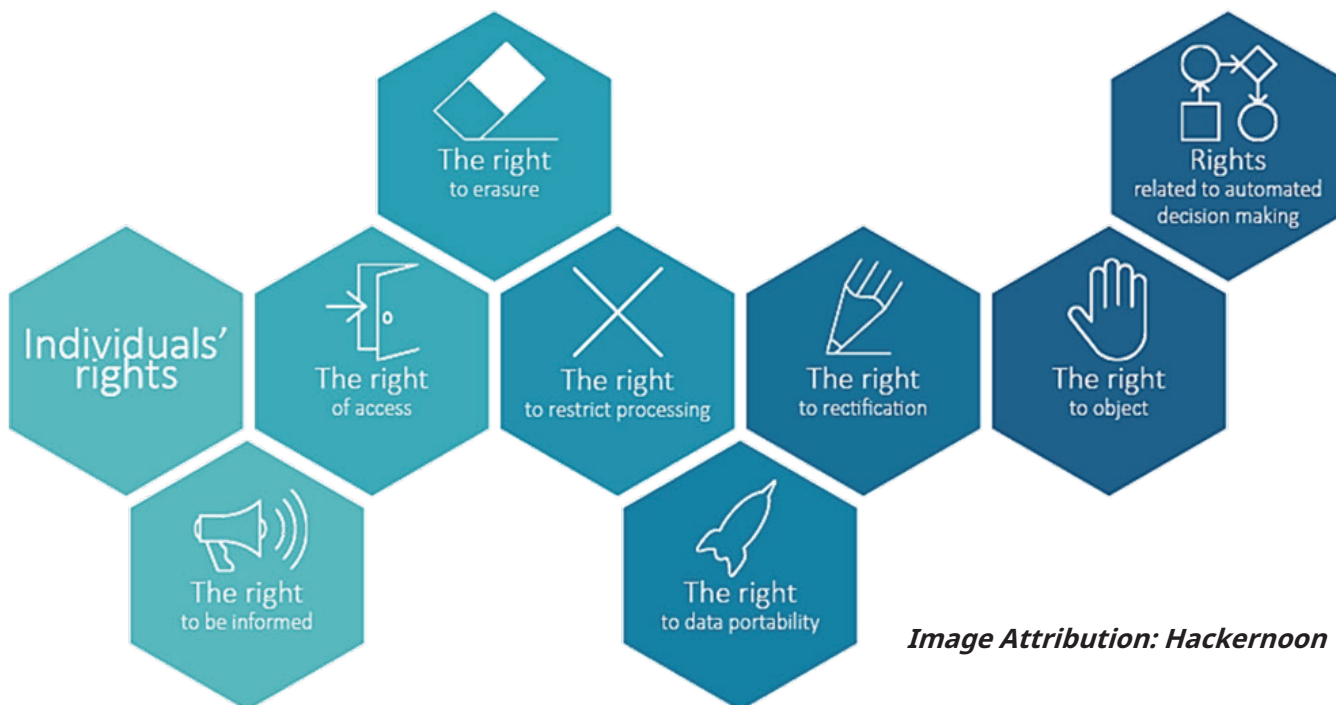 The right
to erasure
Rights
related to automated
decision making
Individuals'
rights
The right
of access
The right
to restrict processing
The right
to rectification
The right
to object
The right
to be informed
The right
to data portability
Image Attribution: Hackernoon